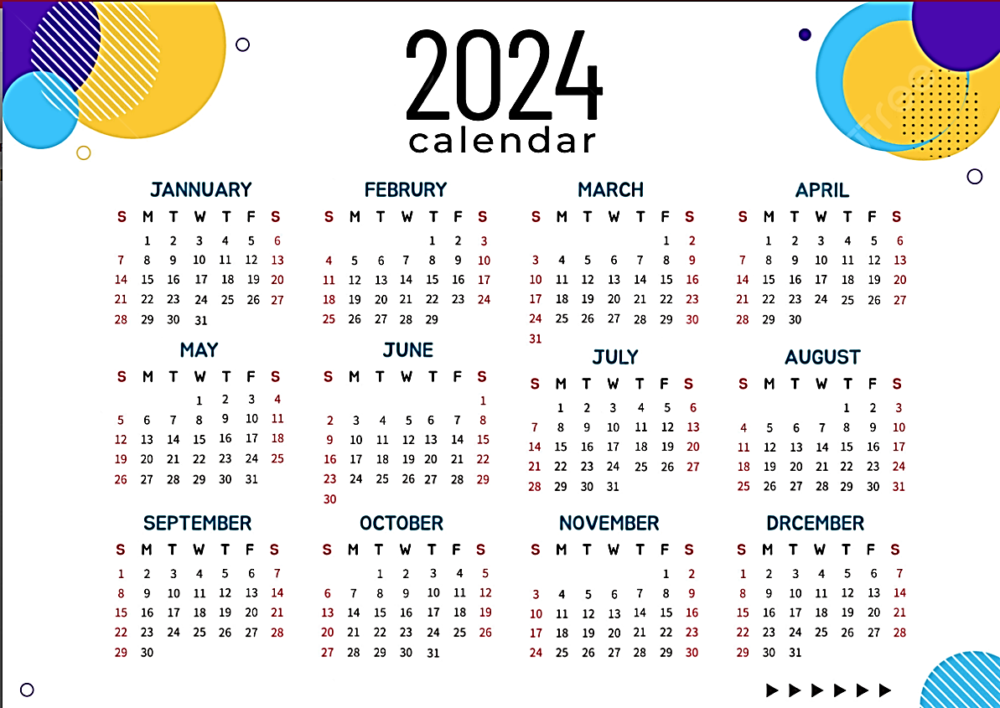 2024
calendar
JANNUARY
S M T W T F S
1 2 3 4 5 6
7 8 9 10 11 12 13
14 15 16 17 18 19 20
21 22 23 24 25 26 27
28 29 30 31
FEBRURY
S M T W T F S
1 2 3
4 5 6 7 8 9 10
11 12 13 14 15 16 17
18 19 20 21 22 23 24
25 26 27 28 29
MARCH
S M T W T F S
1 2
3 4 5 6 7 8 9
10 11 12 13 14 15 16
17 18 19 20 21 22 23
24 25 26 27 28 29 30
31
APRIL
S M T W T F S
1 2 3 4 5 6
7 8 9 10 11 12 13
14 15 16 17 18 19 20
21 22 23 24 25 26 27
28 29 30
MAY
S M T W T F S
1 2 3 4
5 6 7 8 9 10 11
12 13 14 15 16 17 18
19 20 21 22 23 24 25
26 27 28 29 30 31
JUNE
S M T W T F S
1
2 3 4 5 6 7 8
9 10 11 12 13 14 15
16 17 18 19 20 21 22
23 24 25 26 27 28 29
30
JULY
S M T W T F S
1 2 3 4 5 6
7 8 9 10 11 12 13
14 15 16 17 18 19 20
21 22 23 24 25 26 27
28 29 30 31
AUGUST
S M T W T F S
1 2 3
4 5 6 7 8 9 10
11 12 13 14 15 16 17
18 19 20 21 22 23 24
25 26 27 28 29 30 31
SEPTEMBER
S M T W T F S
1 2 3 4 5 6 7
8 9 10 11 12 13 14
15 16 17 18 19 20 21
22 23 24 25 26 27 28
29 30
OCTOBER
S M T W T F S
1 2 3 4 5
6 7 8 9 10 11 12
13 14 15 16 17 18 19
20 21 22 23 24 25 26
27 28 29 30 31
NOVEMBER
S M T W T F S
1 2
3 4 5 6 7 8 9
10 11 12 13 14 15 16
17 18 19 20 21 22 23
24 25 26 27 28 29 30
DRCEMBER
S M T W T F S
1 2 3 4 5 6 7
8 9 10 11 12 13 14
15 16 17 18 19 20 21
22 23 24 25 26 27 28
29 30 31